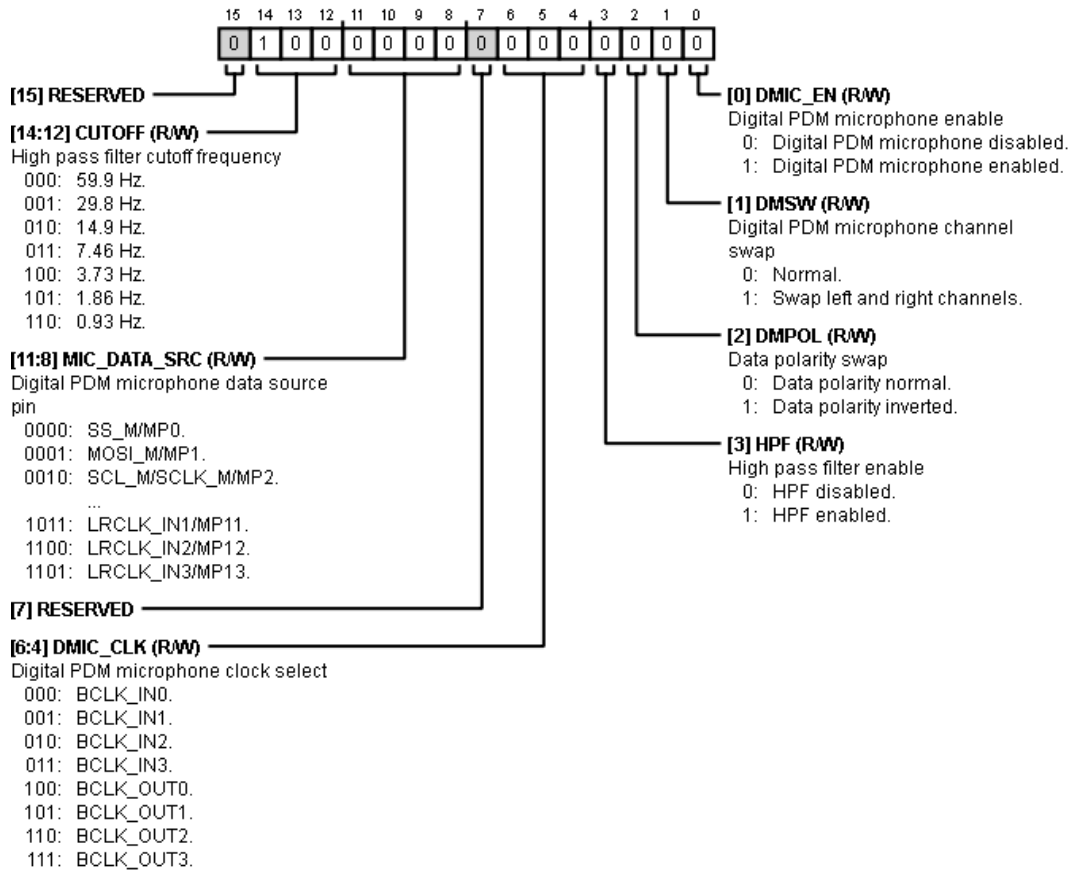 15 14 13 12 11 10 9 8 7 6 5 4 3 2 1 0
0 1 0 0 0 0 0 0 0 0 0 0 0 0 0 0
[15] RESERVED
[14:12] CUTOFF (R/W)
High pass filter cutoff frequency
000: 59.9 Hz.
001: 29.8 Hz.
010: 14.9 Hz.
011: 7.46 Hz.
100: 3.73 Hz.
101: 1.86 Hz.
110: 0.93 Hz.
[11:8] MIC_DATA_SRC (R/W)
Digital PDM microphone data source
pin
0000: SS_M/MP0.
0001: MOSI_M/MP1.
0010: SCL_M/SCLK_M/MP2.
...
1011: LRCLK_IN1/MP11.
1100: LRCLK_IN2/MP12.
1101: LRCLK_IN3/MP13.
[7] RESERVED
[6:4] DMIC_CLK (R/W)
Digital PDM microphone clock select
000: BCLK_IN0.
001: BCLK_IN1.
010: BCLK_IN2.
011: BCLK_IN3.
100: BCLK_OUT0.
101: BCLK_OUT1.
110: BCLK_OUT2.
111: BCLK_OUT3.
[0] DMIC_EN (R/W)
Digital PDM microphone enable
0: Digital PDM microphone disabled.
1: Digital PDM microphone enabled.
[1] DMSW (R/W)
Digital PDM microphone channel
swap
0: Normal.
1: Swap left and right channels.
[2] DMPOL (R/W)
Data polarity swap
0: Data polarity normal.
1: Data polarity inverted.
[3] HPF (R/W)
High pass filter enable
0: HPF disabled.
1: HPF enabled.